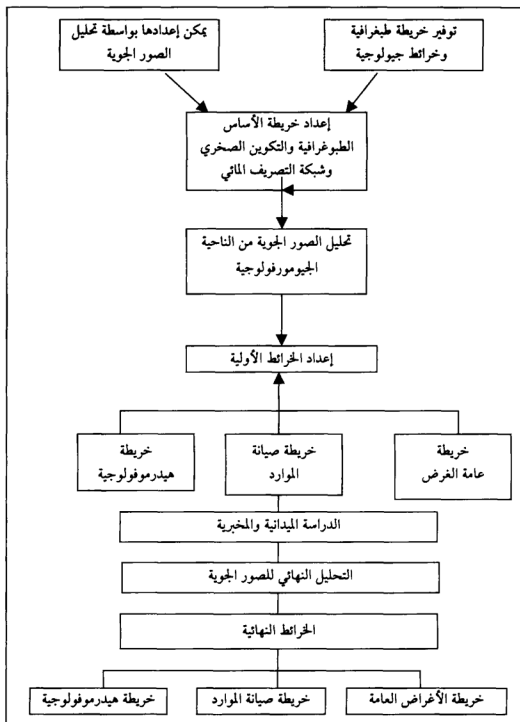 توفير خريطة طبغرافية
وخرائط جيولوجية
يمكن إعدادها بواسطة تحليل
الصور الجوية
إعداد خريطة الأساس
الطبوغرافية والتكوين الصخري
وشبكة التصريف المائي
تحليل الصور الجوية من الناحية
الجيومورفولوجية
إعداد الخرائط الأولية
خريطة
عامة الغرض
خريطة صيانة
الموارد
خريطة
هيدرموفولوجية
الدراسة الميدانية والمخبرية
التحليل النهائي للصور الجوية
الخرائط النهائية
خريطة الأغراض العامة
خريطة صيانة الموارد
خريطة هيدرموفولوجية